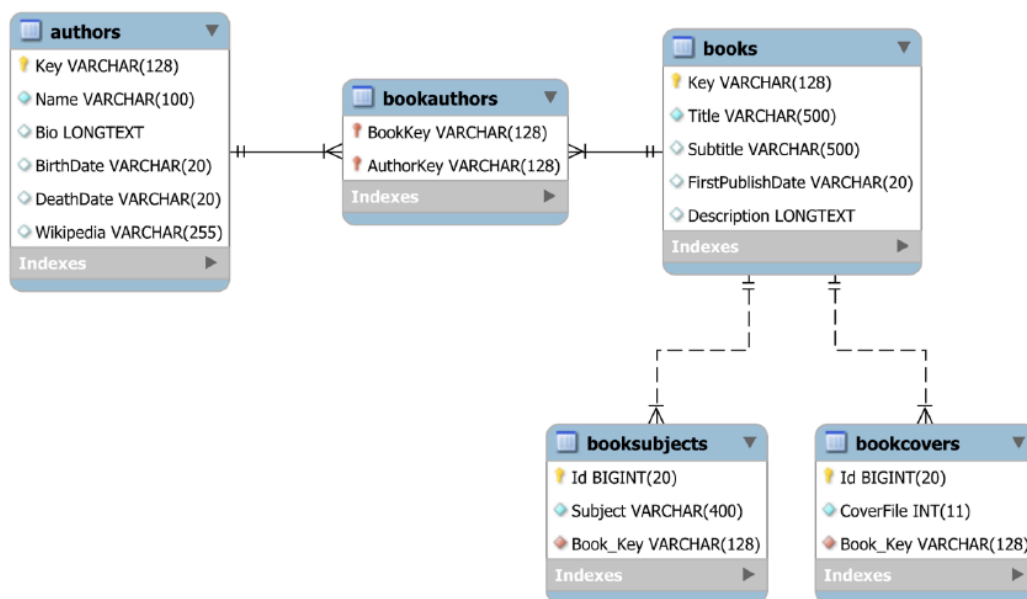 authors
Key VARCHAR(128)
Name VARCHAR(100)
Bio LONGTEXT
BirthDate VARCHAR(20)
DeathDate VARCHAR(20)
Wikipedia VARCHAR(255)
Indexes
bookauthors
BookKey VARCHAR(128)
AuthorKey VARCHAR(128)
Indexes
books
Key VARCHAR(128)
Title VARCHAR(500)
Subtitle VARCHAR(500)
FirstPublishDate VARCHAR(20)
Description LONGTEXT
Indexes
booksubjects
Id BIGINT(20)
Subject VARCHAR(400)
Book_Key VARCHAR(128)
Indexes
bookcovers
Id BIGINT(20)
CoverFile INT(11)
Book_Key VARCHAR(128)
Indexes